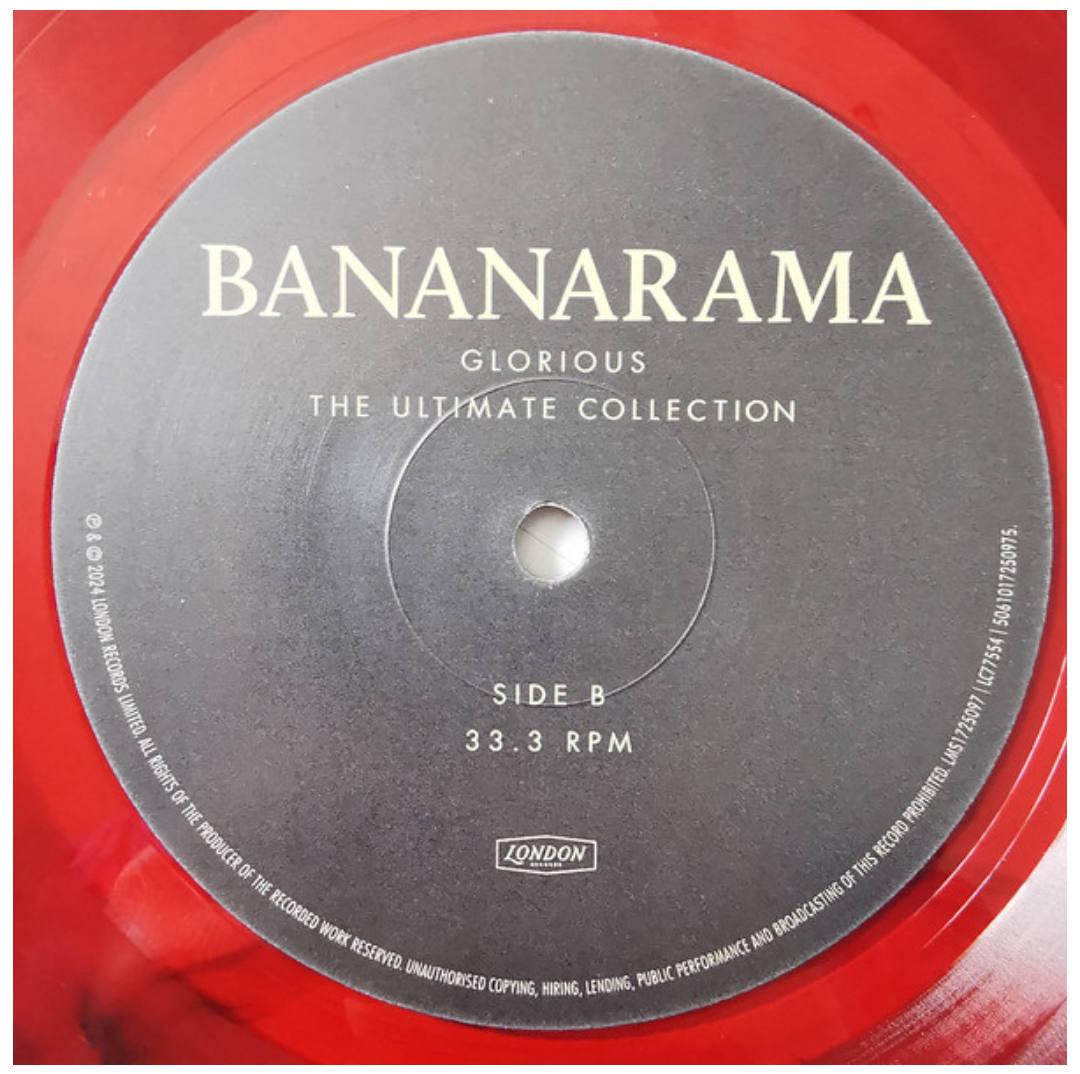 BANANARAMA
GLORIOUS
THE ULTIMATE COLLECTION
SIDE B
33.3 RPM
LONDON
RECORDS
℗ & © 2024 LONDON RECORDS LIMITED. ALL RIGHTS OF THE PRODUCER OF THE RECORDED WORK RESERVED. UNAUTHORISED COPYING, HIRING, LENDING, PUBLIC PERFORMANCE AND BROADCASTING OF THIS RECORD PROHIBITED. LMS1725097 | LC77554 | 5061017250975.